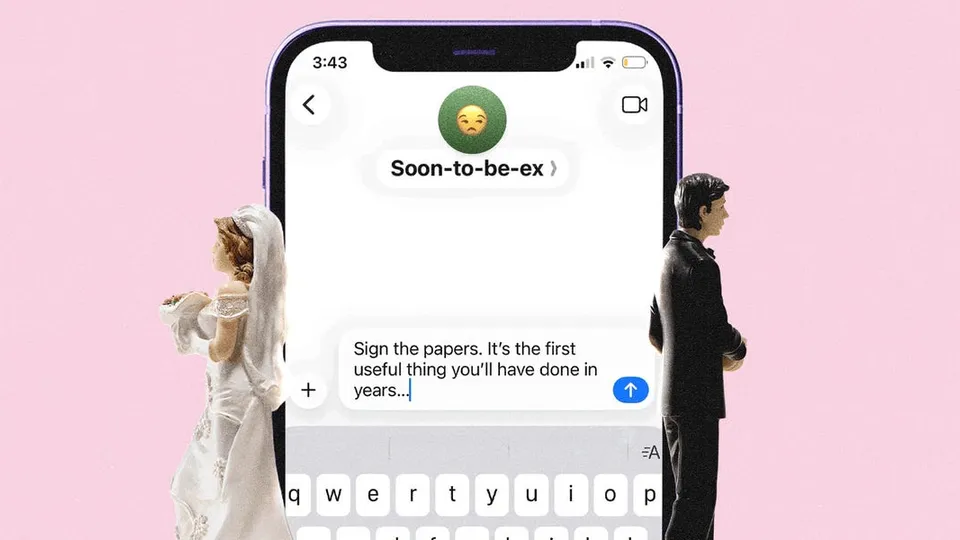 3:43
Soon-to-be-ex
Sign the papers. It’s the first
useful thing you’ll have done in
years...
A
q w e r t y u i o p